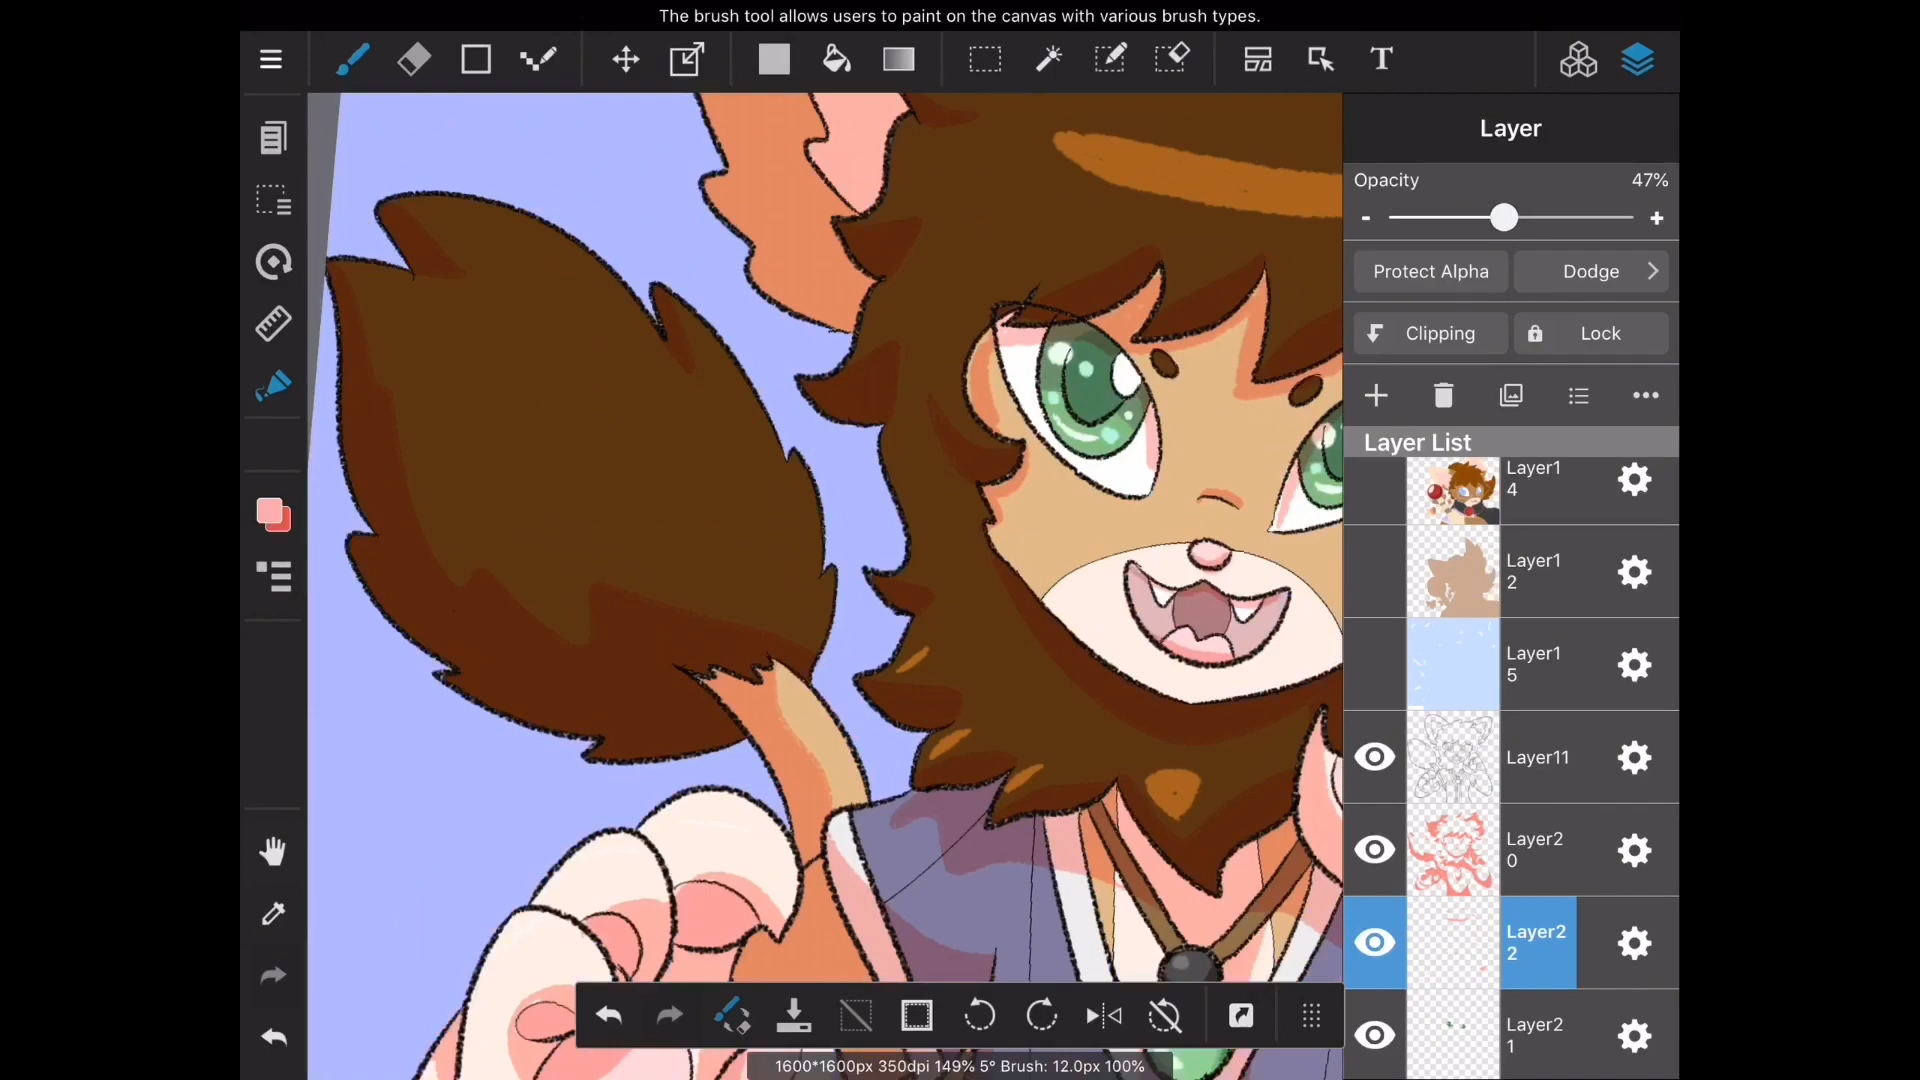 The brush tool allows users to paint on the canvas with various brush types.
T
Layer
Opacity 47%
- +
Protect Alpha Dodge
Clipping Lock
Layer List
Layer1
4
Layer1
2
Layer1
5
Layer11
Layer2
0
Layer2
2
Layer2
1
1600*1600px 350dpi 149% 5° Brush: 12.0px 100%